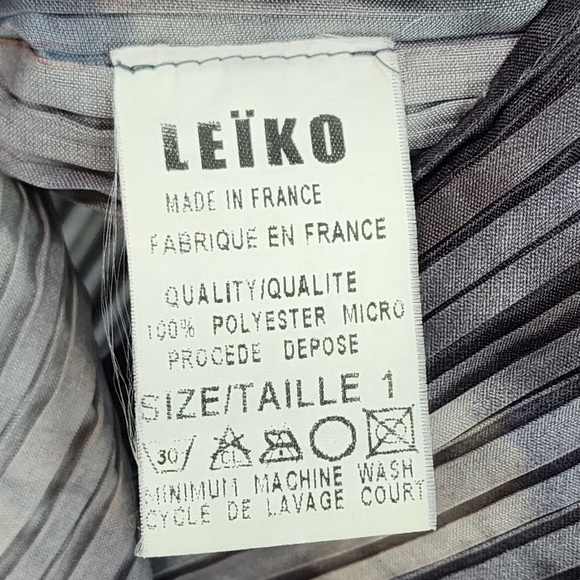 LEÏKO
MADE IN FRANCE
FABRIQUE EN FRANCE
QUALITY/QUALITE
100% POLYESTER MICRO
PROCEDE DEPOSE
SIZE/TAILLE 1
30 CL
MINIMUM MACHINE WASH
CYCLE DE LAVAGE COURT